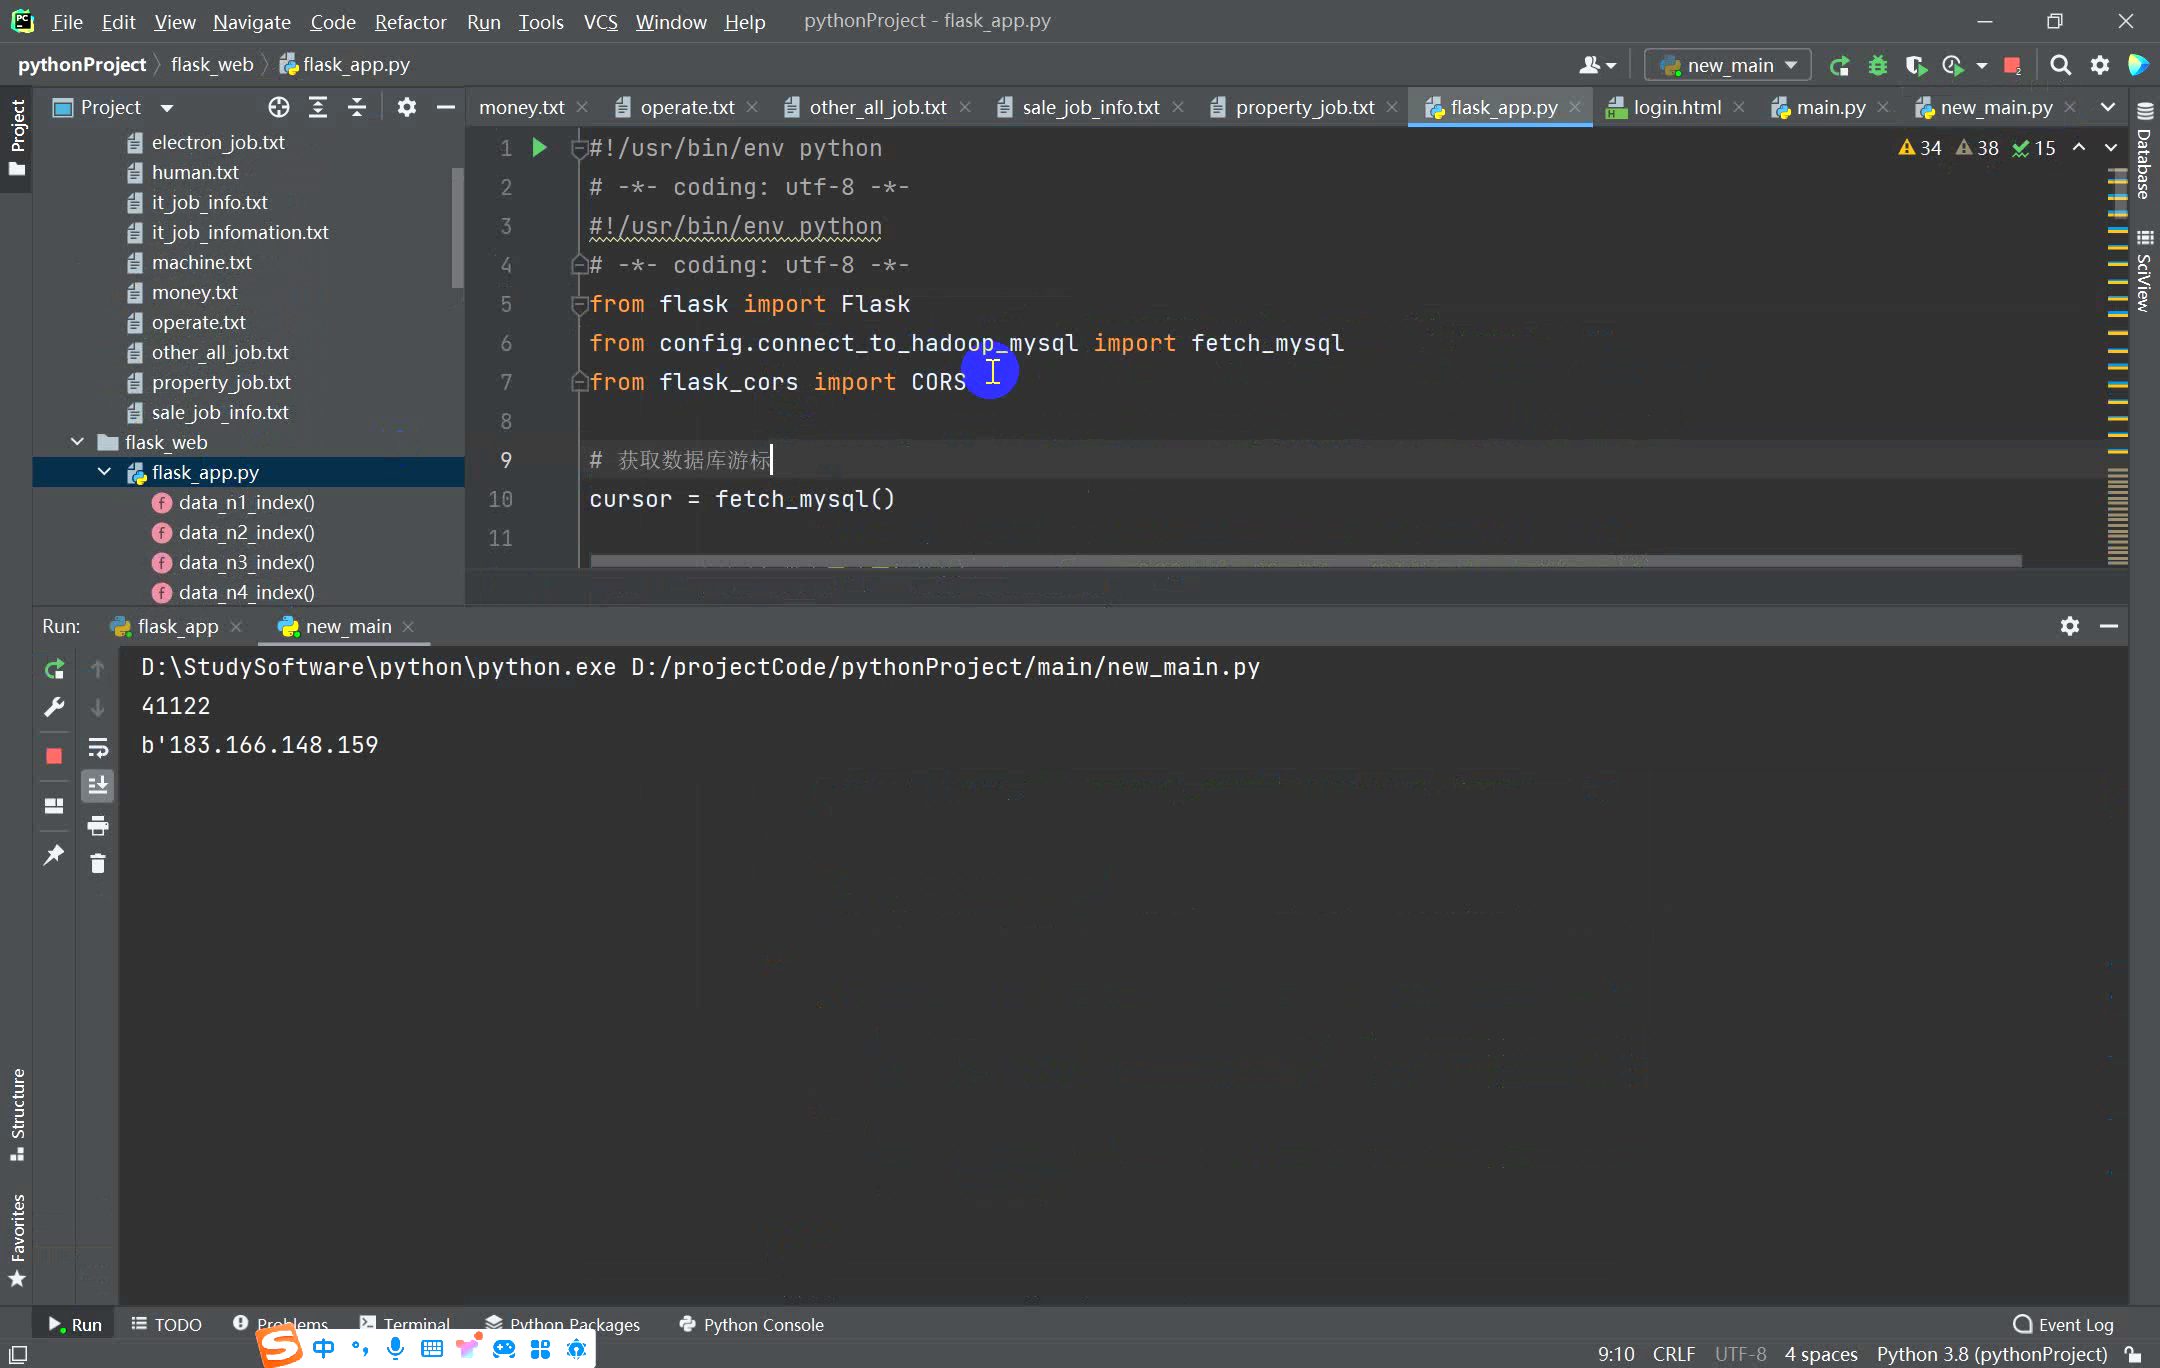 File Edit View Navigate Code Refactor Run Tools VCS Window Help pythonProject - flask_app.py
pythonProject flask_web flask_app.py new_main
Project
money.txt operate.txt other_all_job.txt sale_job_info.txt property_job.txt flask_app.py login.html main.py new_main.py
Project
Database
SciView
Structure
Favorites
electron_job.txt
human.txt
it_job_info.txt
it_job_infomation.txt
machine.txt
money.txt
operate.txt
other_all_job.txt
property_job.txt
sale_job_info.txt
flask_web
flask_app.py
data_n1_index()
data_n2_index()
data_n3_index()
data_n4_index()
34 38 15
1 #!/usr/bin/env python
2 # -*- coding: utf-8 -*-
3 #!/usr/bin/env python
4 # -*- coding: utf-8 -*-
5 from flask import Flask
6 from config.connect_to_hadoop_mysql import fetch_mysql
7 from flask_cors import CORS
8
9 # 获取数据库游标
10 cursor = fetch_mysql()
11
Run: flask_app new_main
D:\StudySoftware\python\python.exe D:/projectCode/pythonProject/main/new_main.py
41122
b'183.166.148.159
Run TODO Problems Terminal Python Packages Python Console Event Log
中
9:10 CRLF UTF-8 4 spaces Python 3.8 (pythonProject)